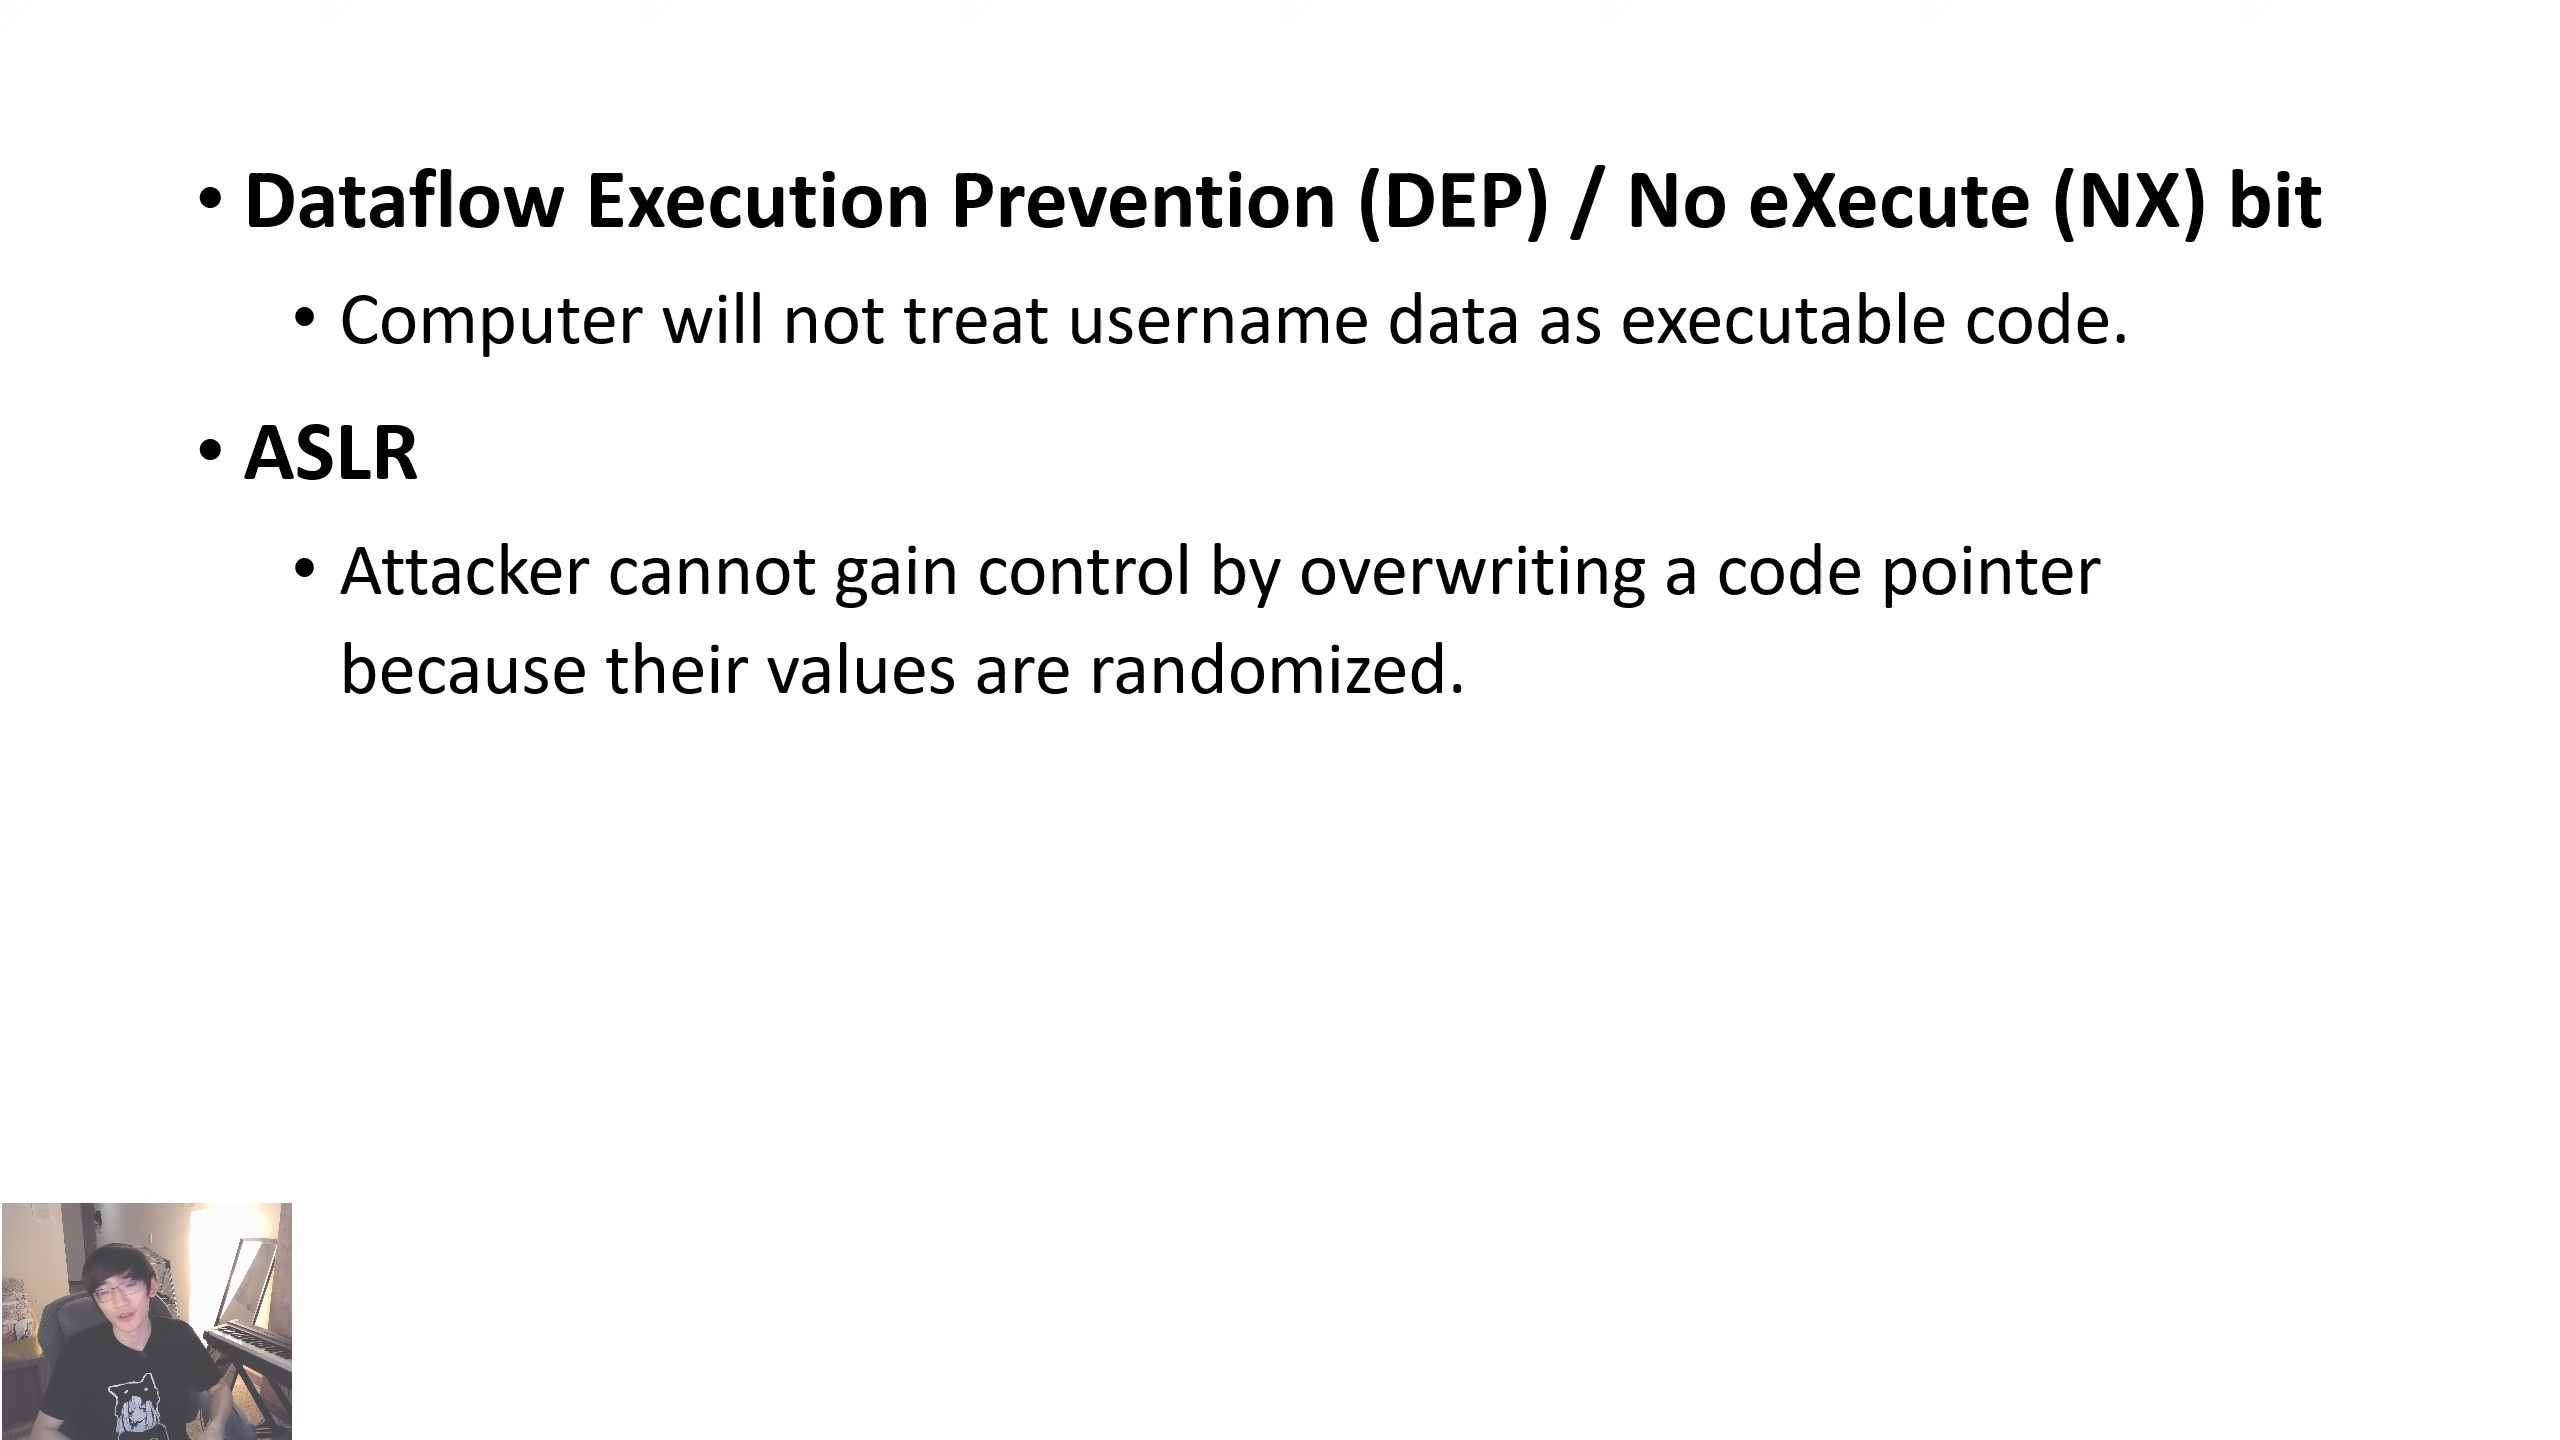 • Dataflow Execution Prevention (DEP) / No eXecute (NX) bit
• Computer will not treat username data as executable code.
• ASLR
• Attacker cannot gain control by overwriting a code pointer
because their values are randomized.